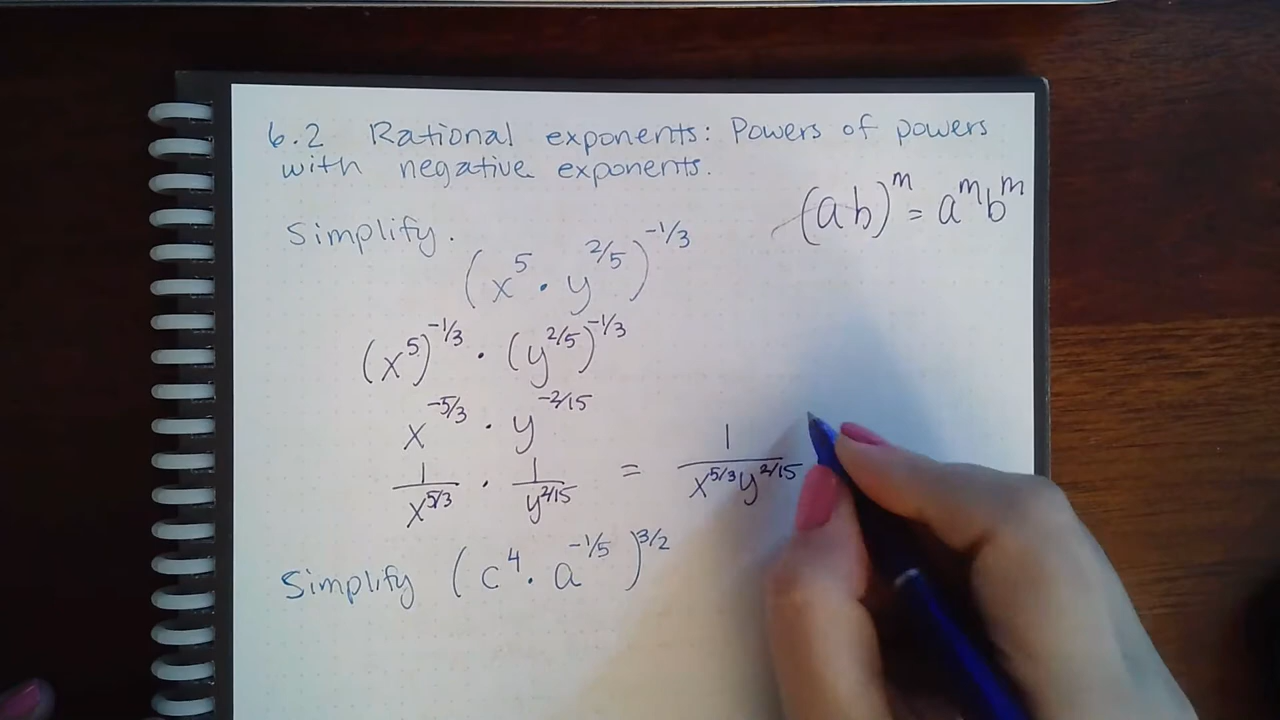 6.2 Rational exponents: Powers of powers
with negative exponents.
(ab)^m = a^m b^m
Simplify.
(x^5 · y^{2/5})^{-1/3}
(x^5)^{-1/3} · (y^{2/5})^{-1/3}
x^{-5/3} · y^{-2/15}
1/x^{5/3} · 1/y^{2/15} = 1/(x^{5/3}y^{2/15})
Simplify (c^4 · a^{-1/5})^{3/2}